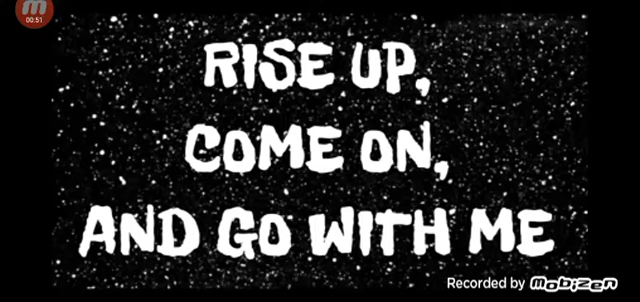 00:51
RISE UP,
COME ON,
AND GO WITH ME
Recorded by mobizen